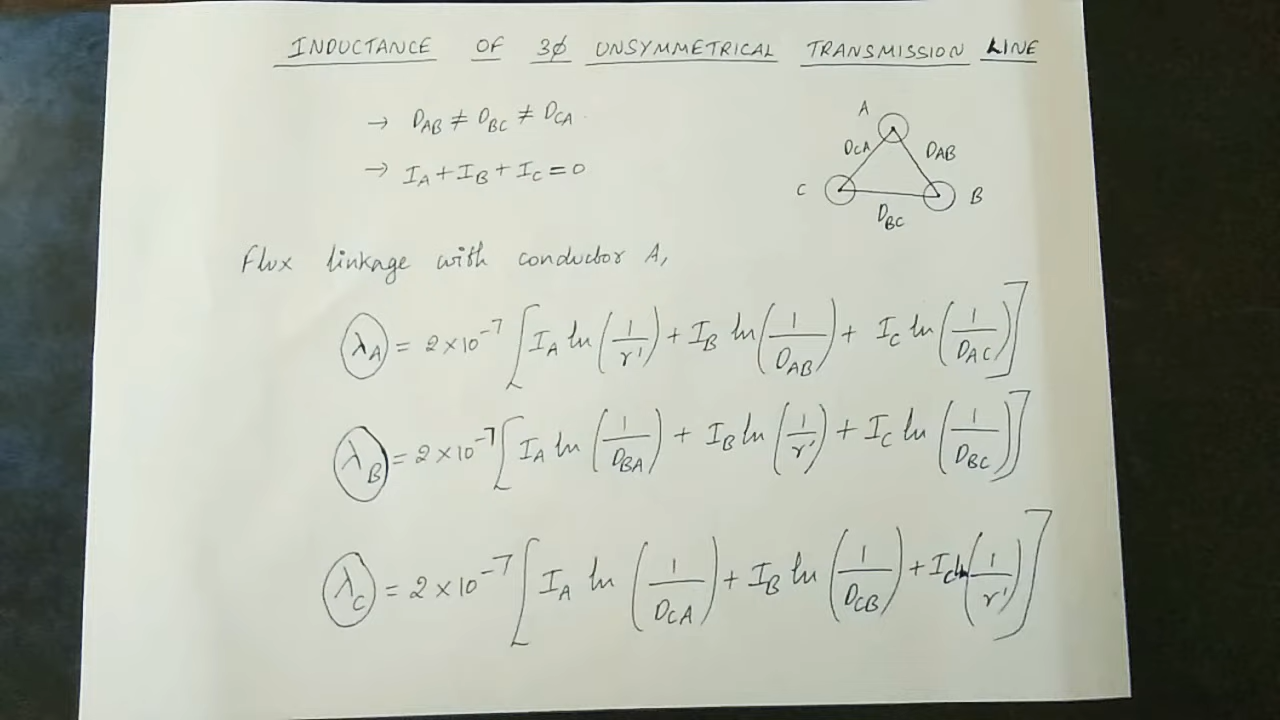 INDUCTANCE OF 3φ UNSYMMETRICAL TRANSMISSION LINE
→ D_AB ≠ D_BC ≠ D_CA
→ I_A + I_B + I_C = 0
A
D_CA D_AB
C B
D_BC
Flux linkage with conductor A,
λ_A = 2×10^-7 [I_A ln (1/r') + I_B ln (1/D_AB) + I_C ln (1/D_AC)]
λ_B = 2×10^-7 [I_A ln (1/D_BA) + I_B ln (1/r') + I_C ln (1/D_BC)]
λ_C = 2×10^-7 [I_A ln (1/D_CA) + I_B ln (1/D_CB) + I_C ln (1/r')]